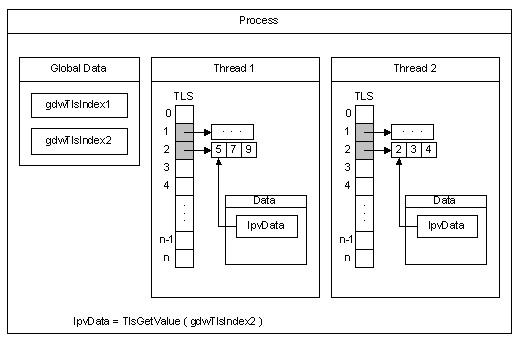 Process
Global Data
gdwTlsIndex1
gdwTlsIndex2
Thread 1
TLS
0
1
. . .
2
5 7 9
3
4
.
.
.
n-1
n
Data
lpvData
Thread 2
TLS
0
1
. . .
2
2 3 4
3
4
.
.
.
n-1
n
Data
lpvData
lpvData = TlsGetValue ( gdwTlsIndex2 )